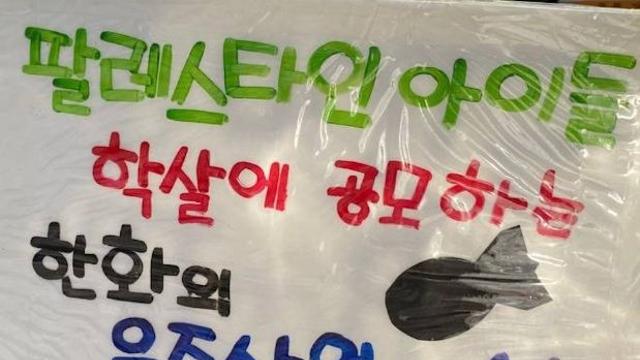 팔레스타인 아이들
학살에 공모하는
한화의